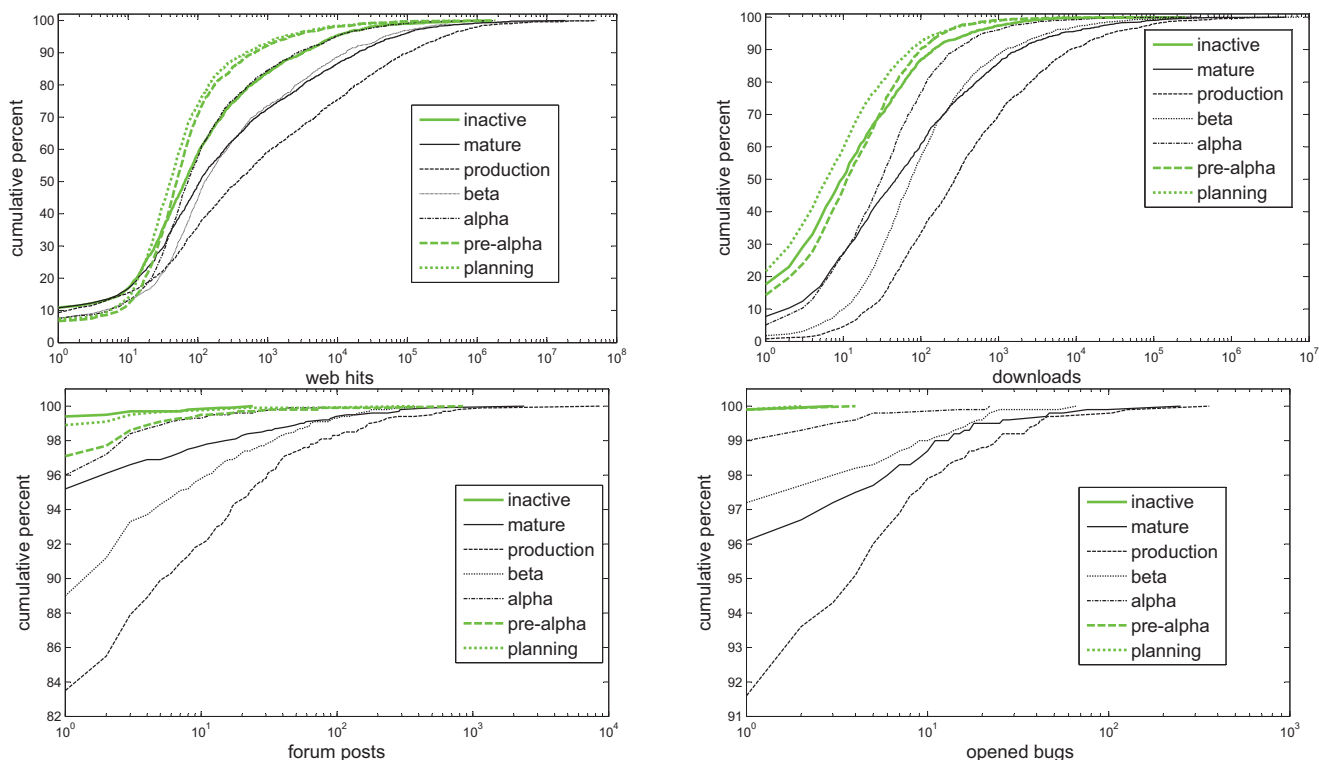 cumulative percent
100
90
80
70
60
50
40
30
20
10
0
10^0
10^1
10^2
10^3
10^4
10^5
10^6
10^7
10^8
web hits
inactive
mature
production
beta
alpha
pre-alpha
planning
cumulative percent
100
90
80
70
60
50
40
30
20
10
0
10^0
10^1
10^2
10^3
10^4
10^5
10^6
10^7
downloads
inactive
mature
production
beta
alpha
pre-alpha
planning
cumulative percent
100
98
96
94
92
90
88
86
84
82
10^0
10^1
10^2
10^3
10^4
forum posts
inactive
mature
production
beta
alpha
pre-alpha
planning
cumulative percent
100
99
98
97
96
95
94
93
92
91
10^0
10^1
10^2
10^3
opened bugs
inactive
mature
production
beta
alpha
pre-alpha
planning